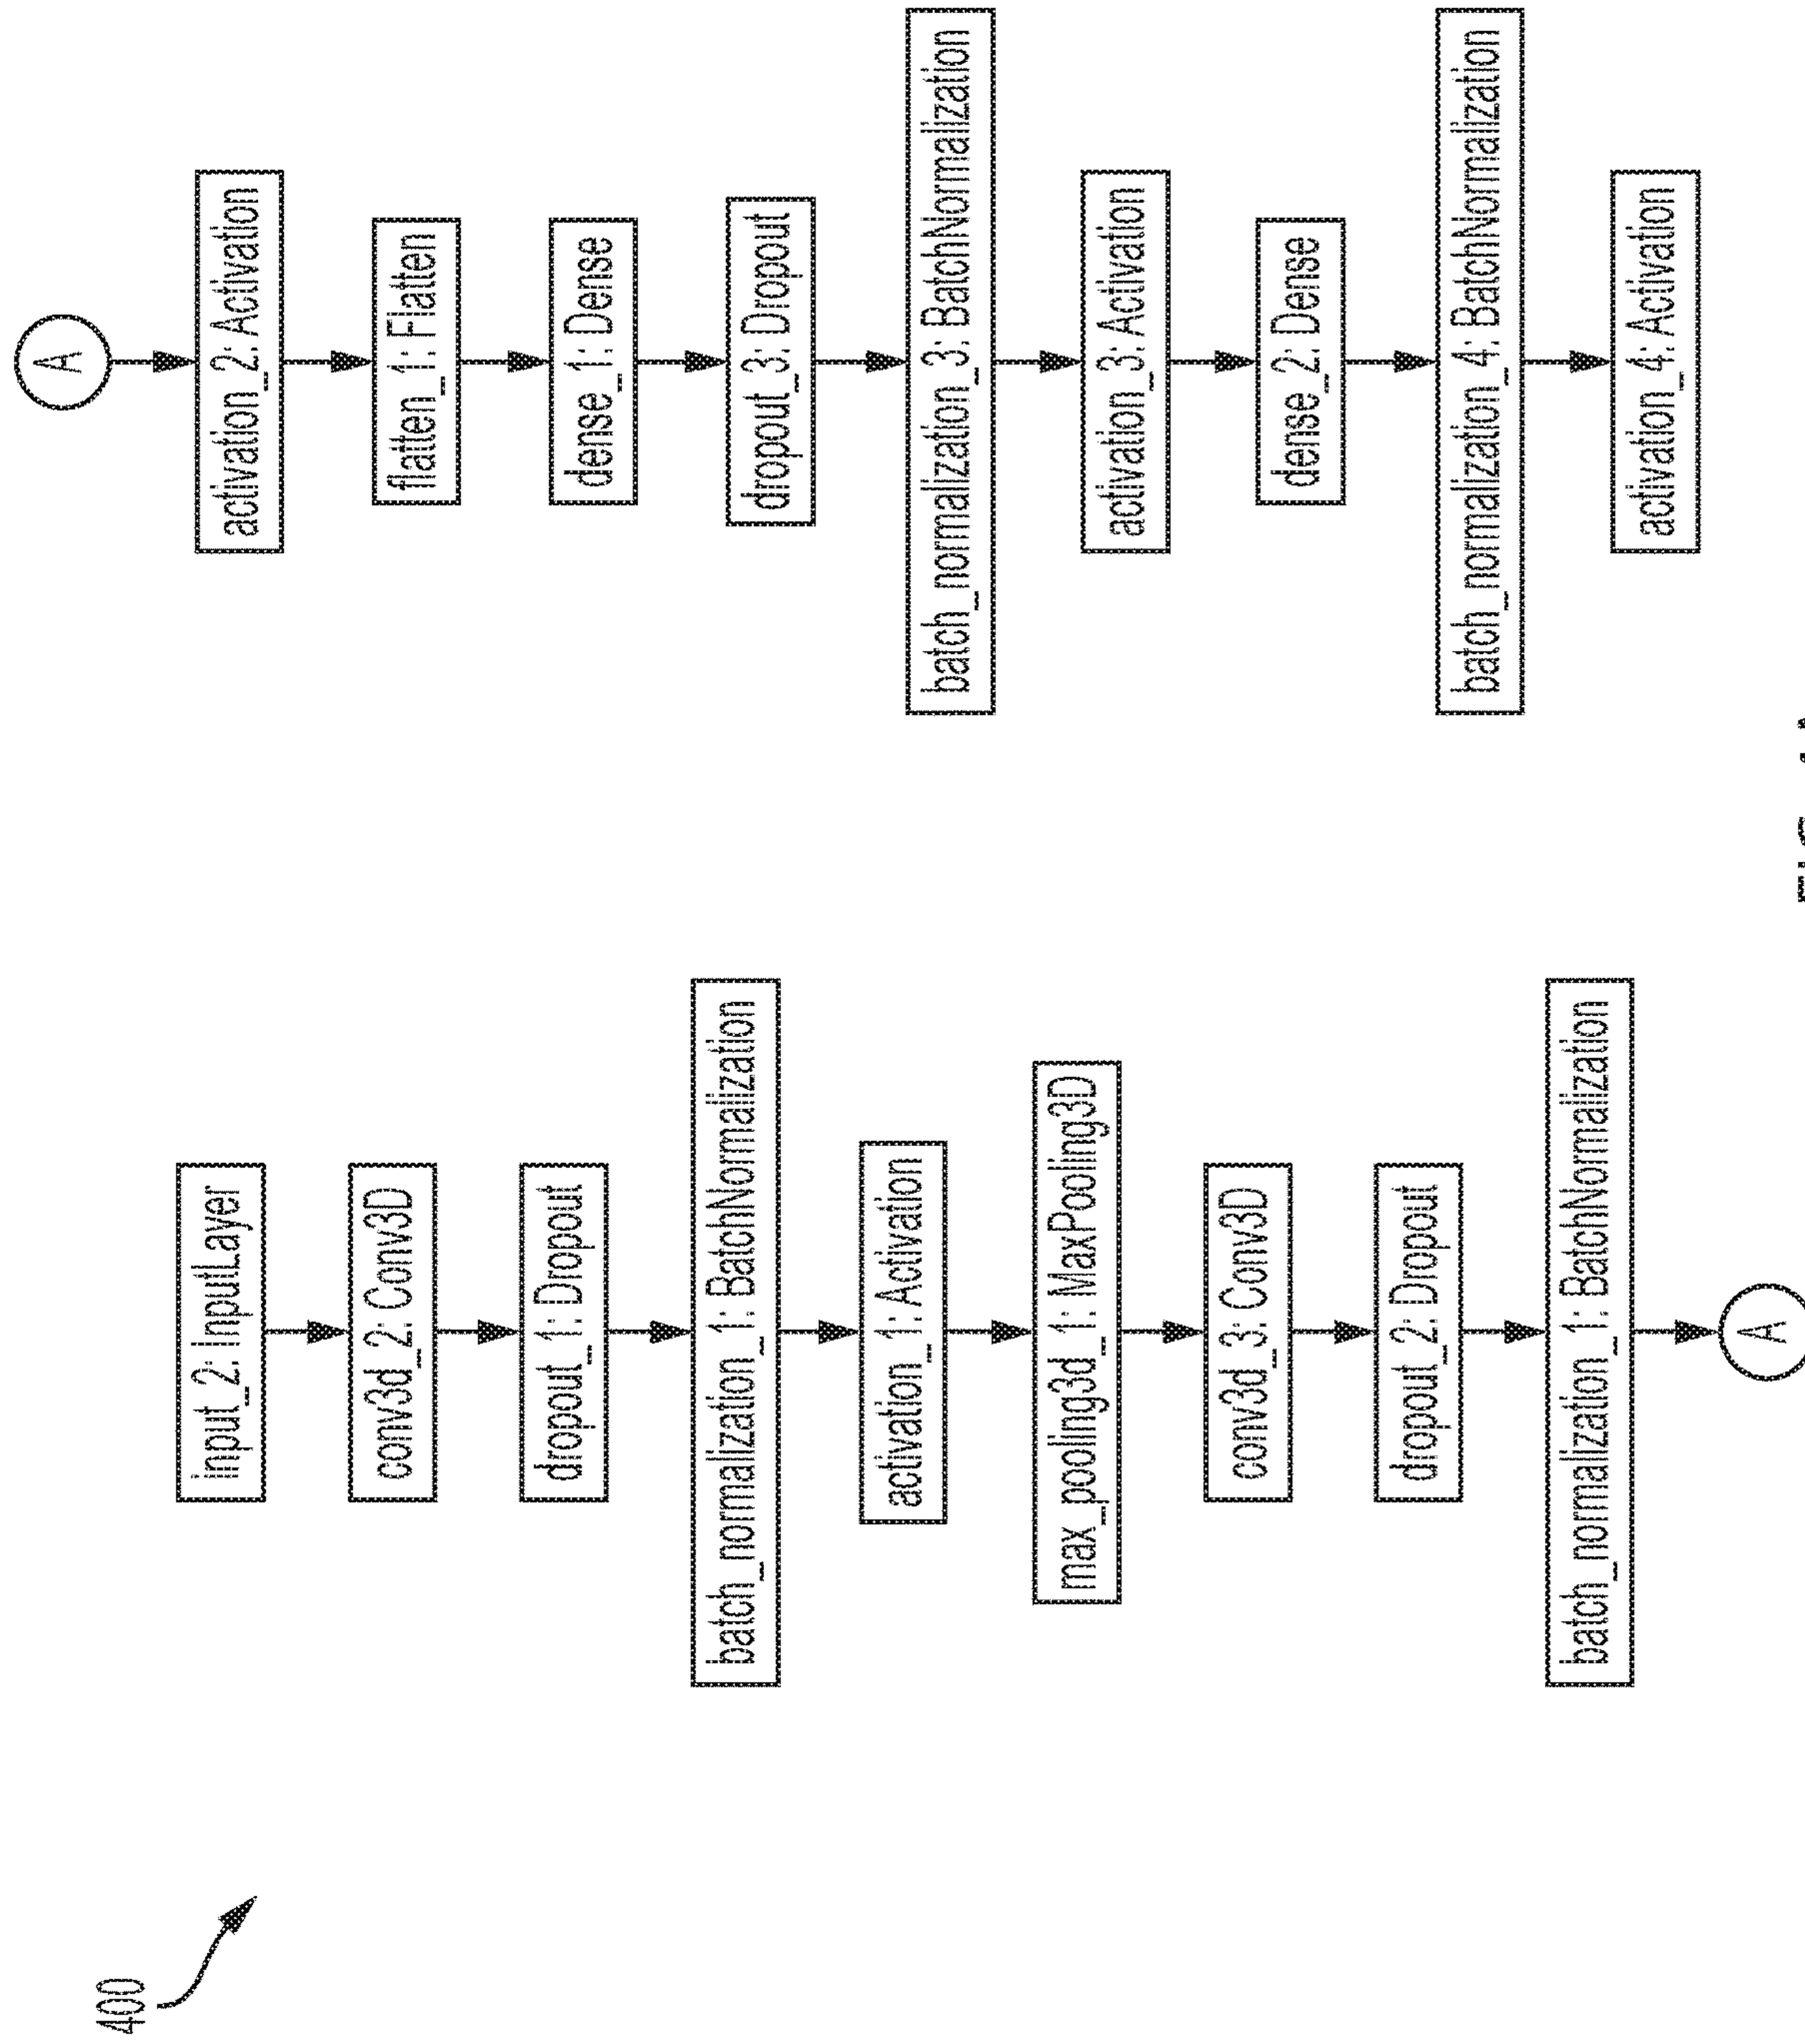 400
input_2: InputLayer
conv3d_2: Conv3D
dropout_1: Dropout
batch_normalization_1: BatchNormalization
activation_1: Activation
max_pooling3d_1: MaxPooling3D
conv3d_3: Conv3D
dropout_2: Dropout
batch_normalization_1: BatchNormalization
A
A
activation_2: Activation
flatten_1: Flatten
dense_1: Dense
dropout_3: Dropout
batch_normalization_3: BatchNormalization
activation_3: Activation
dense_2: Dense
batch_normalization_4: BatchNormalization
activation_4: Activation